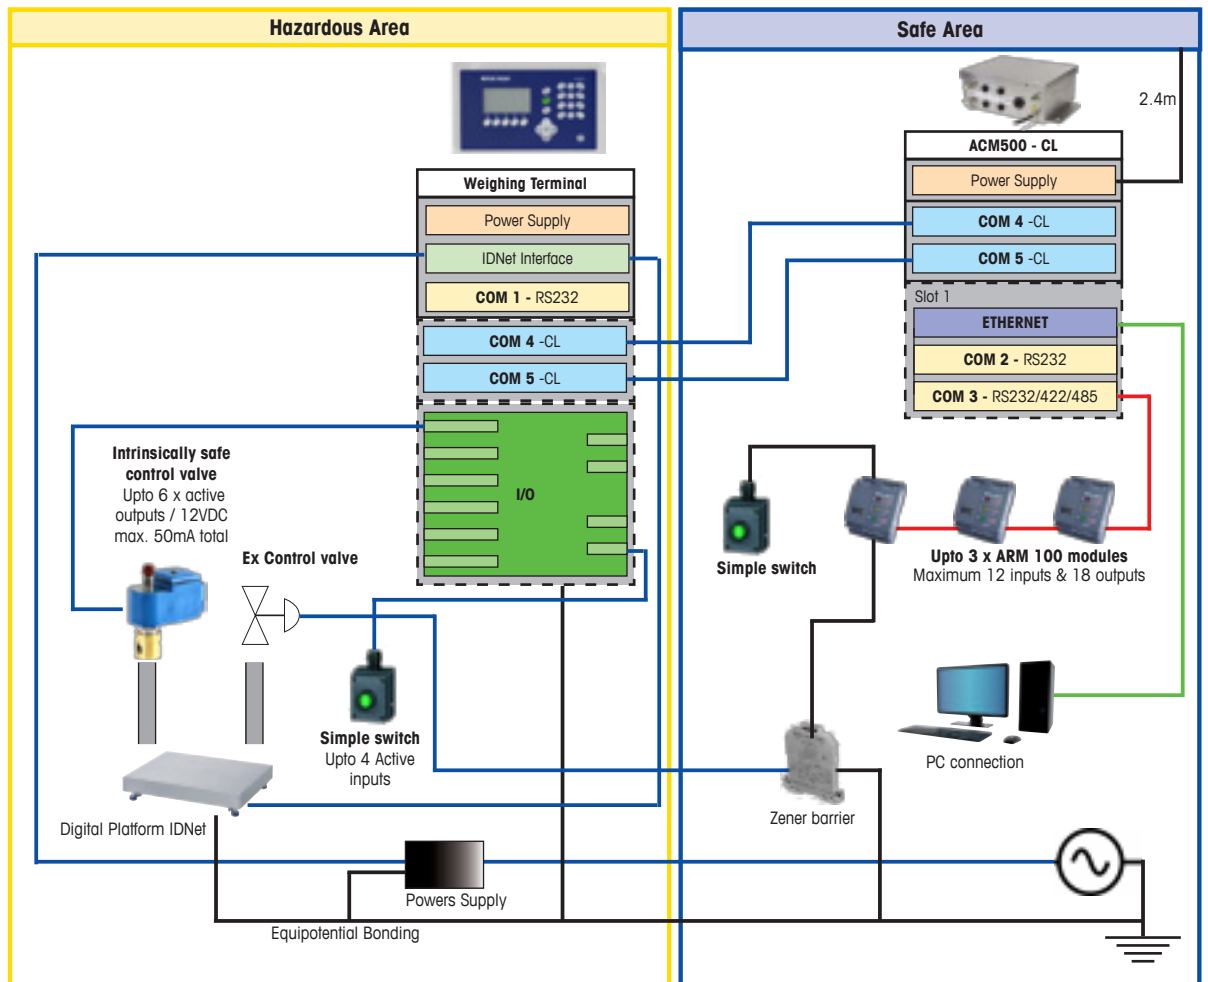 Hazardous Area
Safe Area
2.4m
Weighing Terminal
Power Supply
IDNet Interface
COM 1 - RS232
COM 4 -CL
COM 5 -CL
I/O
ACM500 - CL
Power Supply
COM 4 -CL
COM 5 -CL
Slot 1
ETHERNET
COM 2 - RS232
COM 3 - RS232/422/485
Intrinsically safe
control valve
Upto 6 x active
outputs / 12VDC
max. 50mA total
Ex Control valve
Simple switch
Upto 4 Active
inputs
Digital Platform IDNet
Powers Supply
Equipotential Bonding
Simple switch
Upto 3 x ARM 100 modules
Maximum 12 inputs & 18 outputs
PC connection
Zener barrier